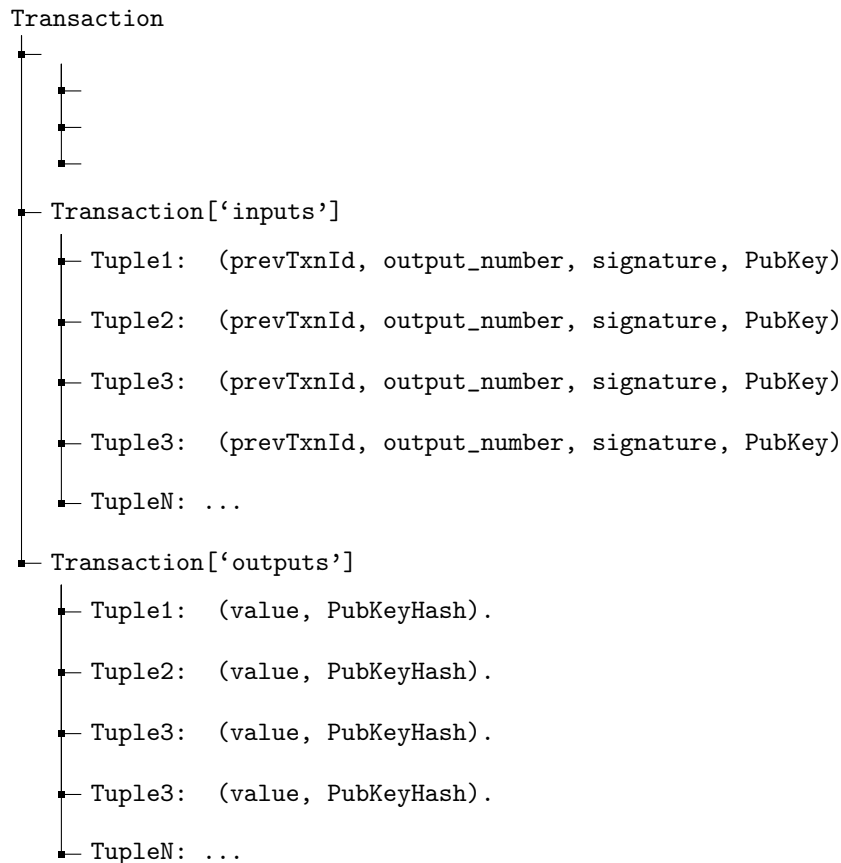 Transaction
Transaction[‘inputs’]
Tuple1: (prevTxnId, output_number, signature, PubKey)
Tuple2: (prevTxnId, output_number, signature, PubKey)
Tuple3: (prevTxnId, output_number, signature, PubKey)
Tuple3: (prevTxnId, output_number, signature, PubKey)
TupleN: ...
Transaction[‘outputs’]
Tuple1: (value, PubKeyHash).
Tuple2: (value, PubKeyHash).
Tuple3: (value, PubKeyHash).
Tuple3: (value, PubKeyHash).
TupleN: ...